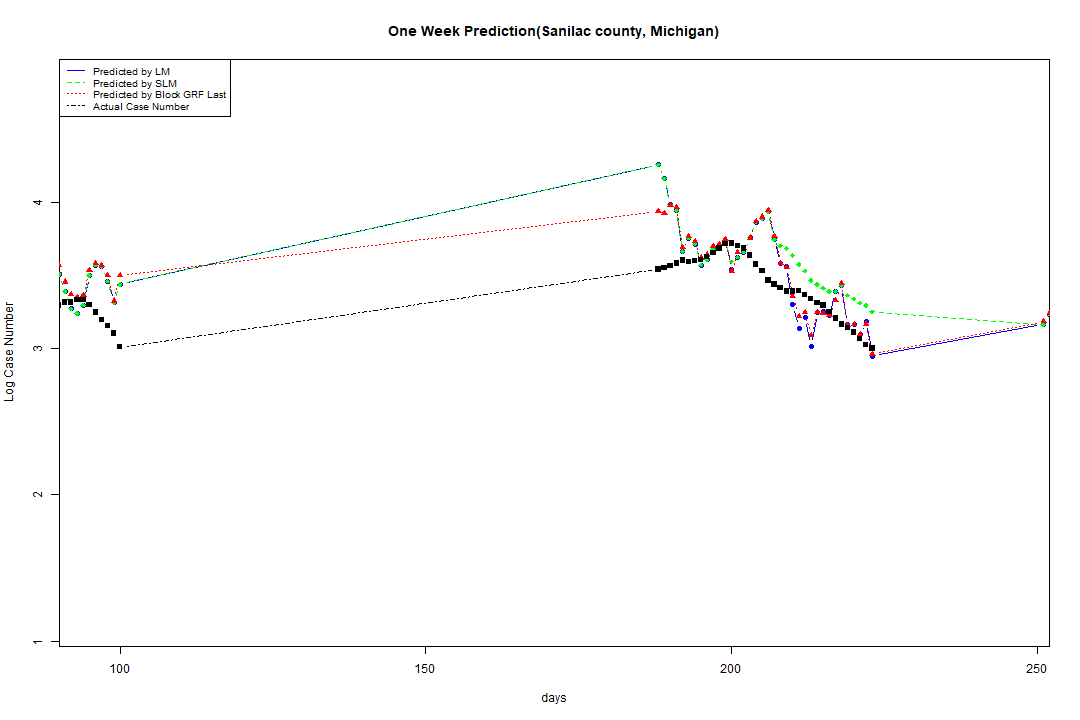 One Week Prediction(Sanilac county, Michigan)
Predicted by LM
Predicted by SLM
Predicted by Block GRF Last
Actual Case Number
Log Case Number
4
3
2
1
100
150
200
250
days